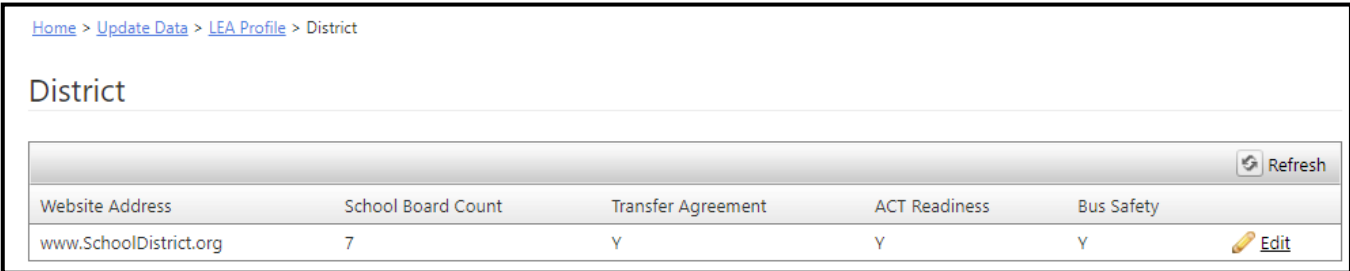 Home > Update Data > LEA Profile > District
District
Refresh
Website Address School Board Count Transfer Agreement ACT Readiness Bus Safety
www.SchoolDistrict.org 7 Y Y Y Edit